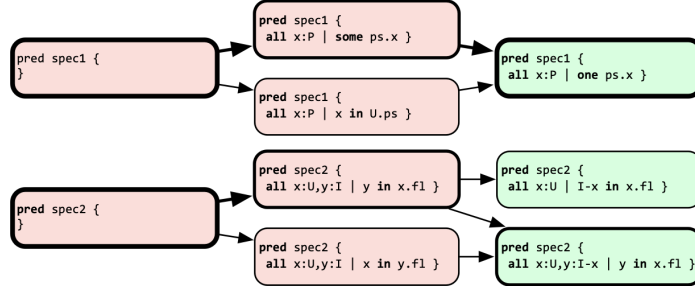 pred spec1 {
}
pred spec1 {
all x:P | some ps.x }
pred spec1 {
all x:P | x in U.ps }
pred spec1 {
all x:P | one ps.x }
pred spec2 {
}
pred spec2 {
all x:U,y:I | y in x.fl }
pred spec2 {
all x:U,y:I | x in y.fl }
pred spec2 {
all x:U | I-x in x.fl }
pred spec2 {
all x:U,y:I-x | y in x.fl }